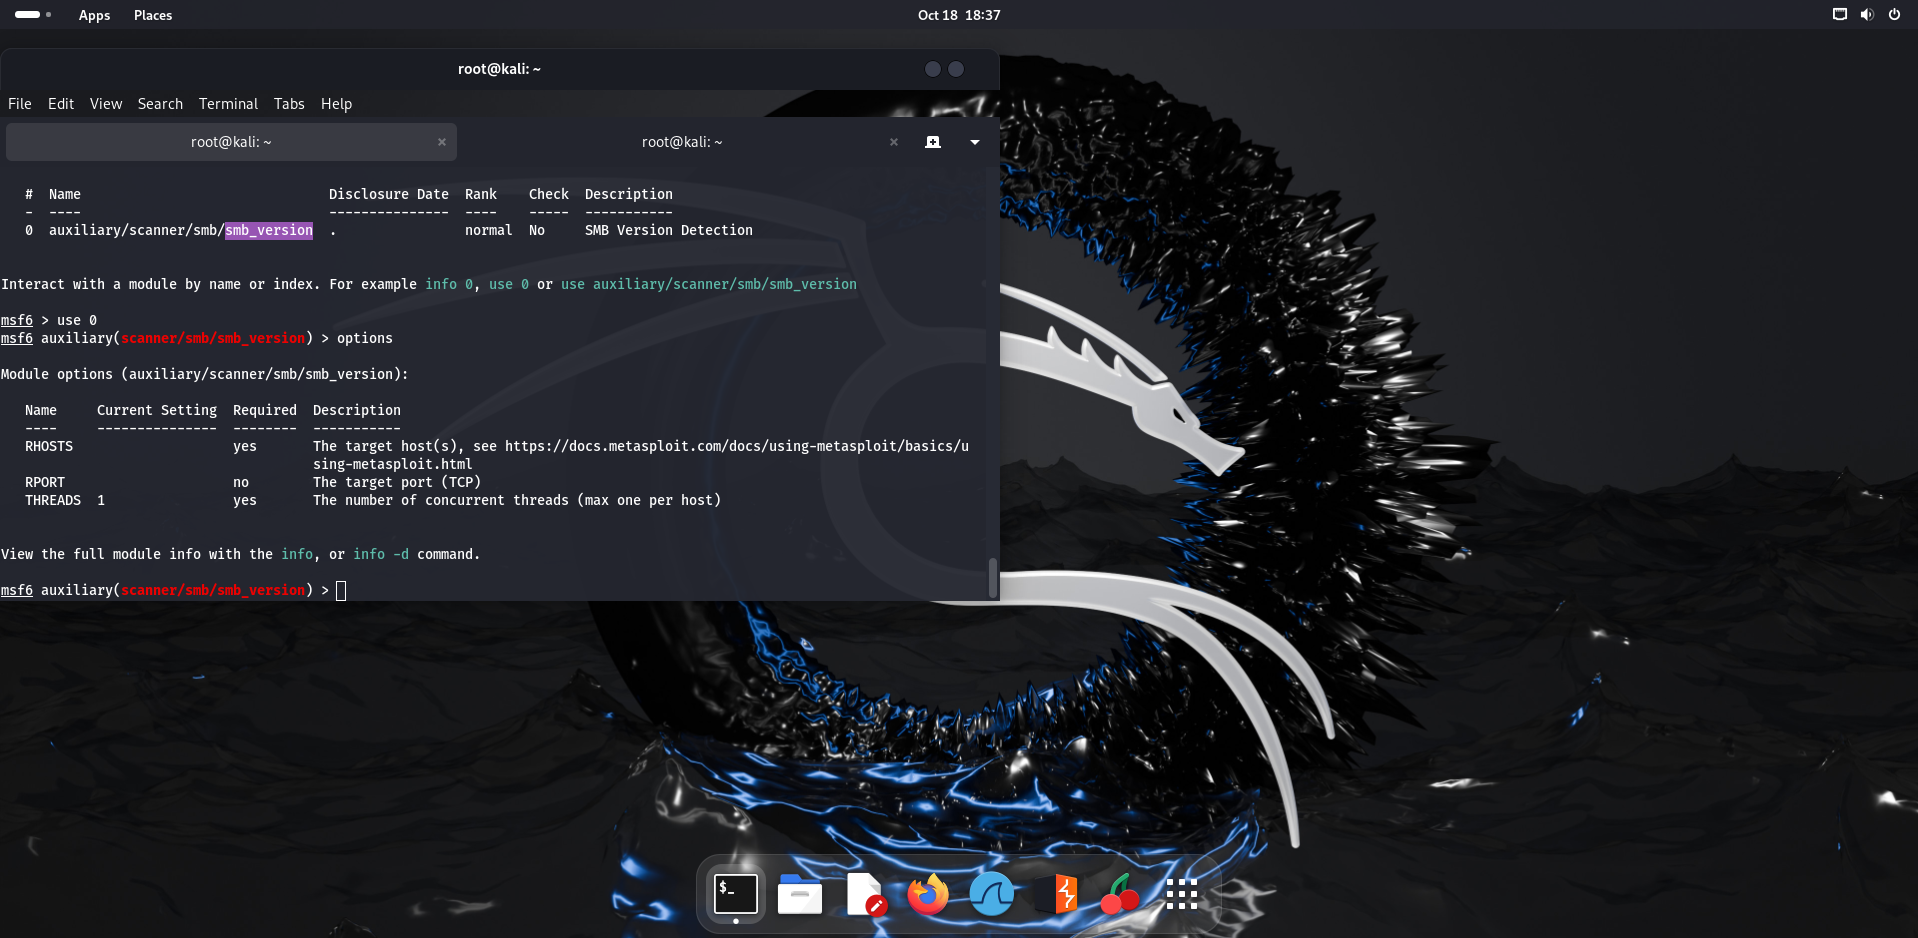 Apps Places Oct 18 18:37
root@kali: ~
File Edit View Search Terminal Tabs Help
root@kali: ~ × root@kali: ~ ×
# Name Disclosure Date Rank Check Description
- ---- --------------- ---- ----- -----------
0 auxiliary/scanner/smb/smb_version . normal No SMB Version Detection
Interact with a module by name or index. For example info 0, use 0 or use auxiliary/scanner/smb/smb_version
msf6 > use 0
msf6 auxiliary(scanner/smb/smb_version) > options
Module options (auxiliary/scanner/smb/smb_version):
Name Current Setting Required Description
---- --------------- -------- -----------
RHOSTS yes The target host(s), see https://docs.metasploit.com/docs/using-metasploit/basics/u
sing-metasploit.html
RPORT no The target port (TCP)
THREADS 1 yes The number of concurrent threads (max one per host)
View the full module info with the info, or info -d command.
msf6 auxiliary(scanner/smb/smb_version) >
$_